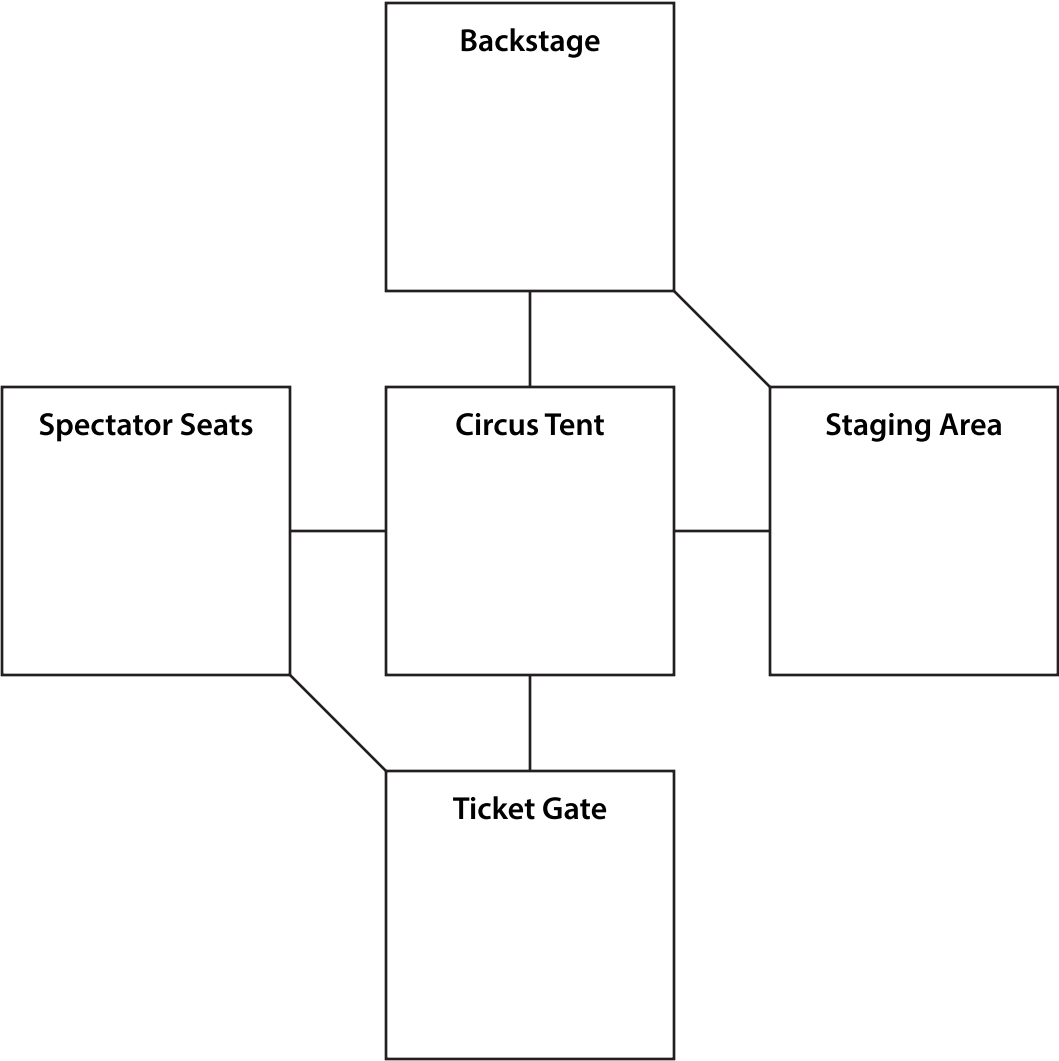 Backstage
Spectator Seats
Circus Tent
Staging Area
Ticket Gate